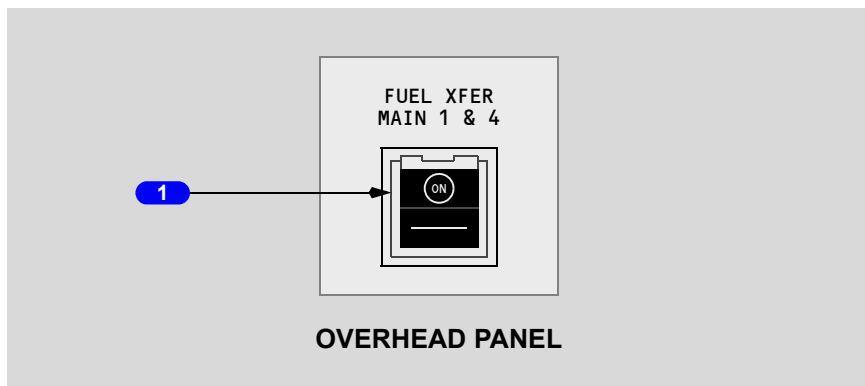 FUEL XFER
MAIN 1 & 4
1
ON
OVERHEAD PANEL